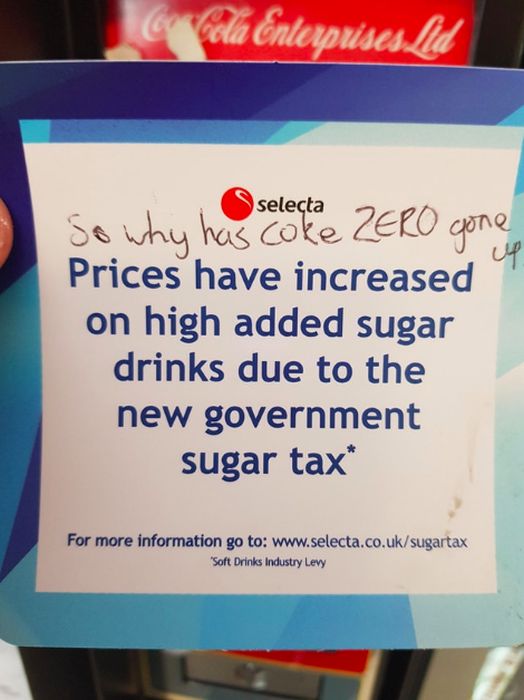 Coca-Cola Enterprises Ltd
selecta
So why has coke ZERO gone
up
Prices have increased
on high added sugar
drinks due to the
new government
sugar tax*
For more information go to: www.selecta.co.uk/sugartax
*Soft Drinks Industry Levy